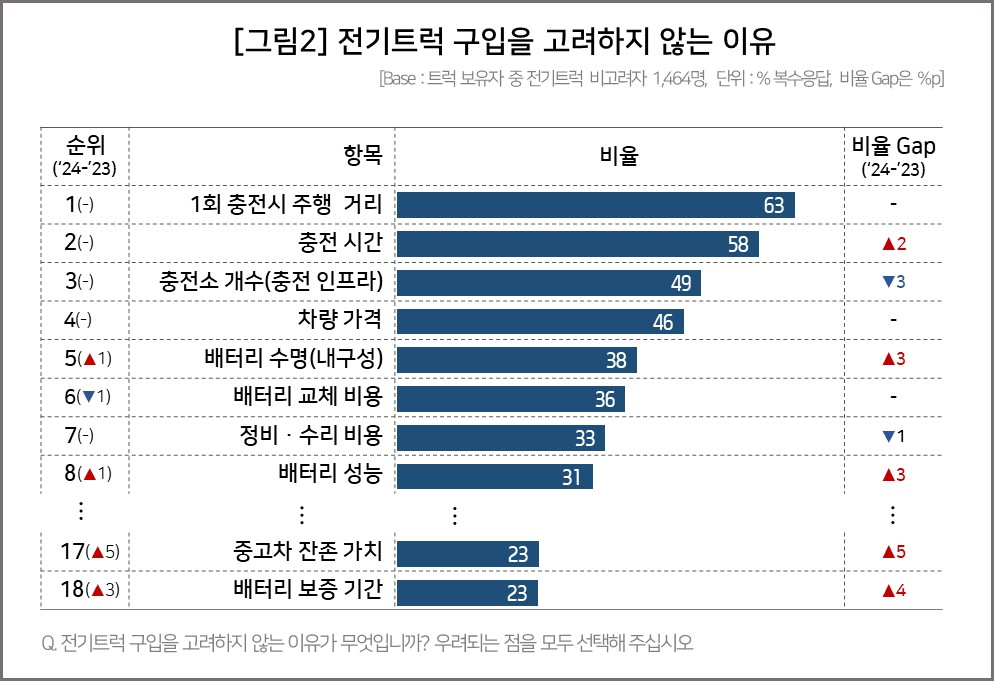 [그림2] 전기트럭 구입을 고려하지 않는 이유
[Base : 트럭 보유자 중 전기트럭 비고려자 1,464명, 단위 : % 복수응답, 비율 Gap은 %p]
순위 항목 비율 비율 Gap
(‘24-’23) (‘24-’23)
1(-) 1회 충전시 주행 거리 63 -
2(-) 충전 시간 58 ▲2
3(-) 충전소 개수(충전 인프라) 49 ▼3
4(-) 차량 가격 46 -
5(▲1) 배터리 수명(내구성) 38 ▲3
6(▼1) 배터리 교체 비용 36 -
7(-) 정비 · 수리 비용 33 ▼1
8(▲1) 배터리 성능 31 ▲3
⋮ ⋮ ⋮ ⋮
17(▲5) 중고차 잔존 가치 23 ▲5
18(▲3) 배터리 보증 기간 23 ▲4
Q. 전기트럭 구입을 고려하지 않는 이유가 무엇입니까? 우려되는 점을 모두 선택해 주십시오